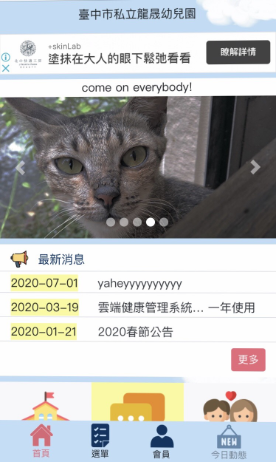 臺中市私立龍晟幼兒園
+skinLab
塗抹在大人的眼下鬆弛看看
瞭解詳情
come on everybody!
最新消息
2020-07-01 yaheyyyyyyyyyy
2020-03-19 雲端健康管理系統... 一年使用
2020-01-21 2020春節公告
更多
首頁 選單 會員 NEW 今日動態